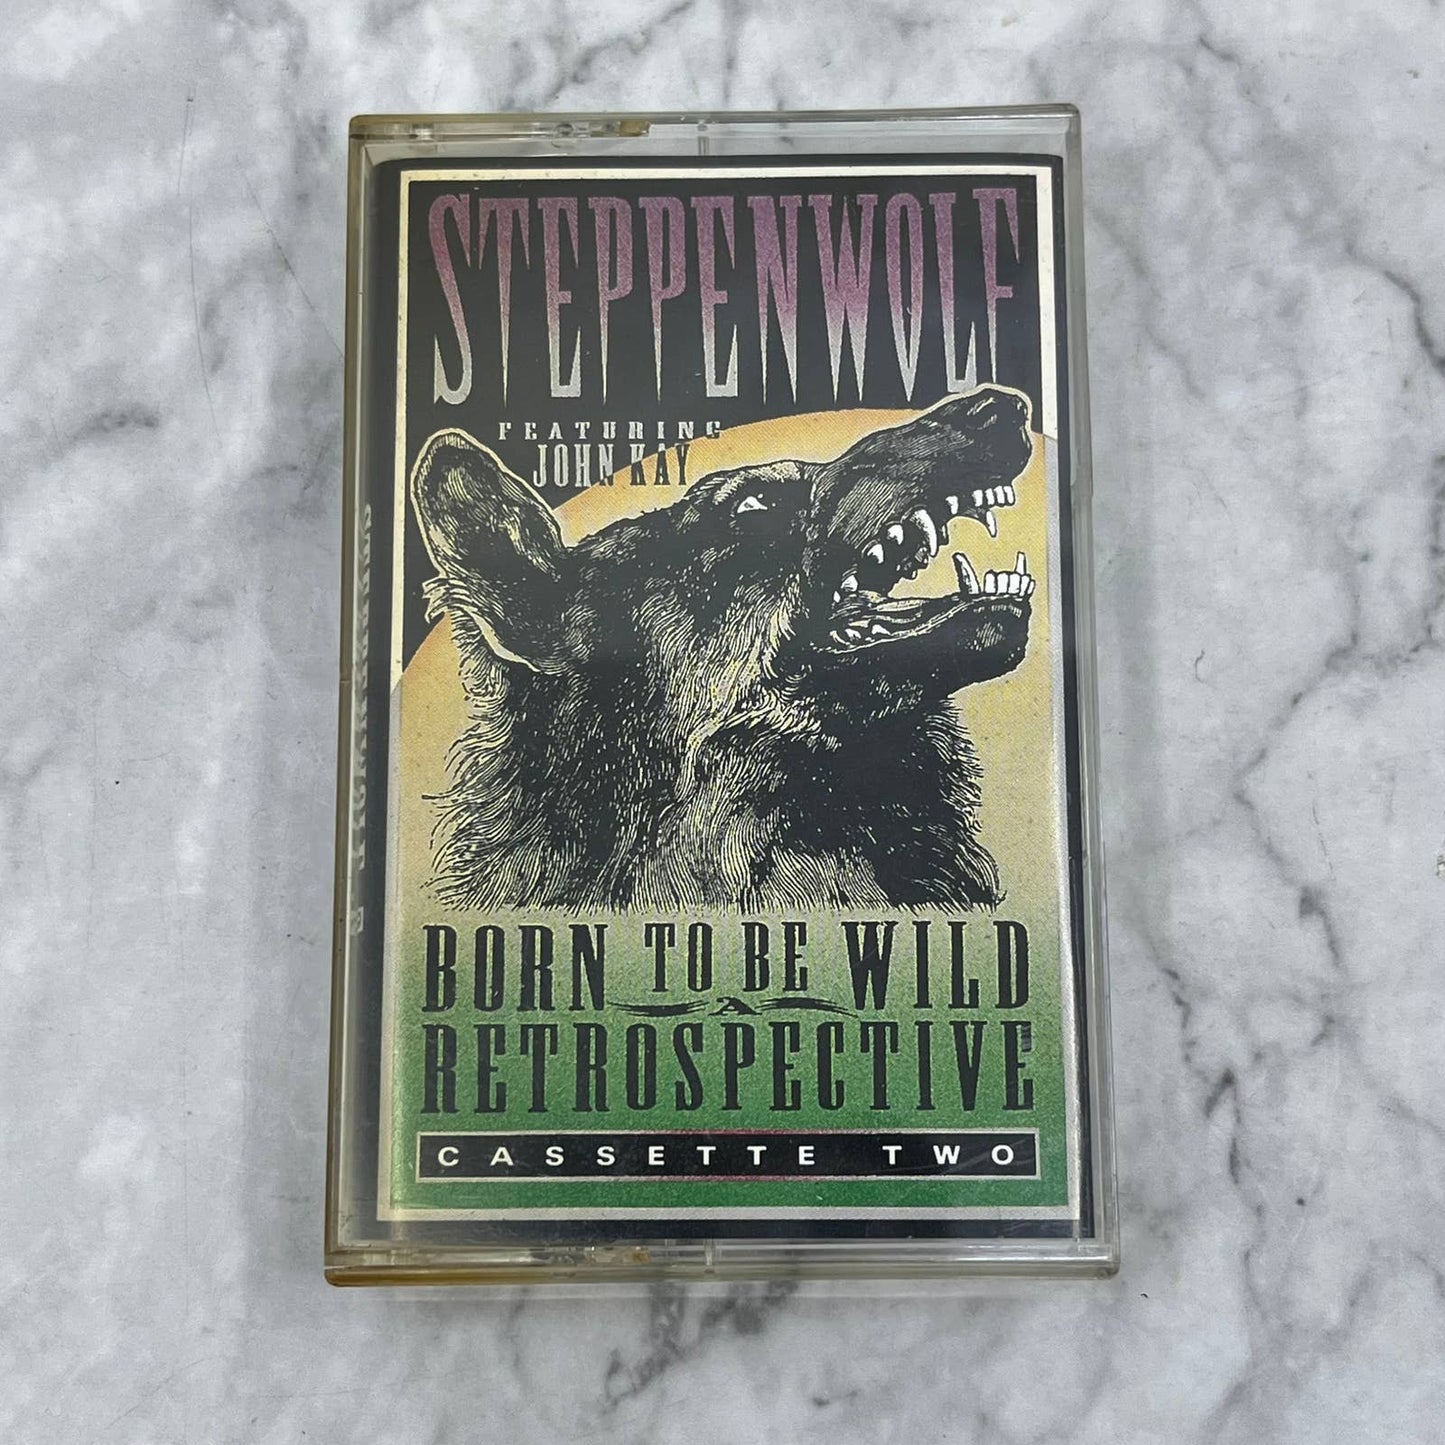 STEPPENWOLF
FEATURING
JOHN KAY
BORN TO BE WILD
A
RETROSPECTIVE
CASSETTE TWO